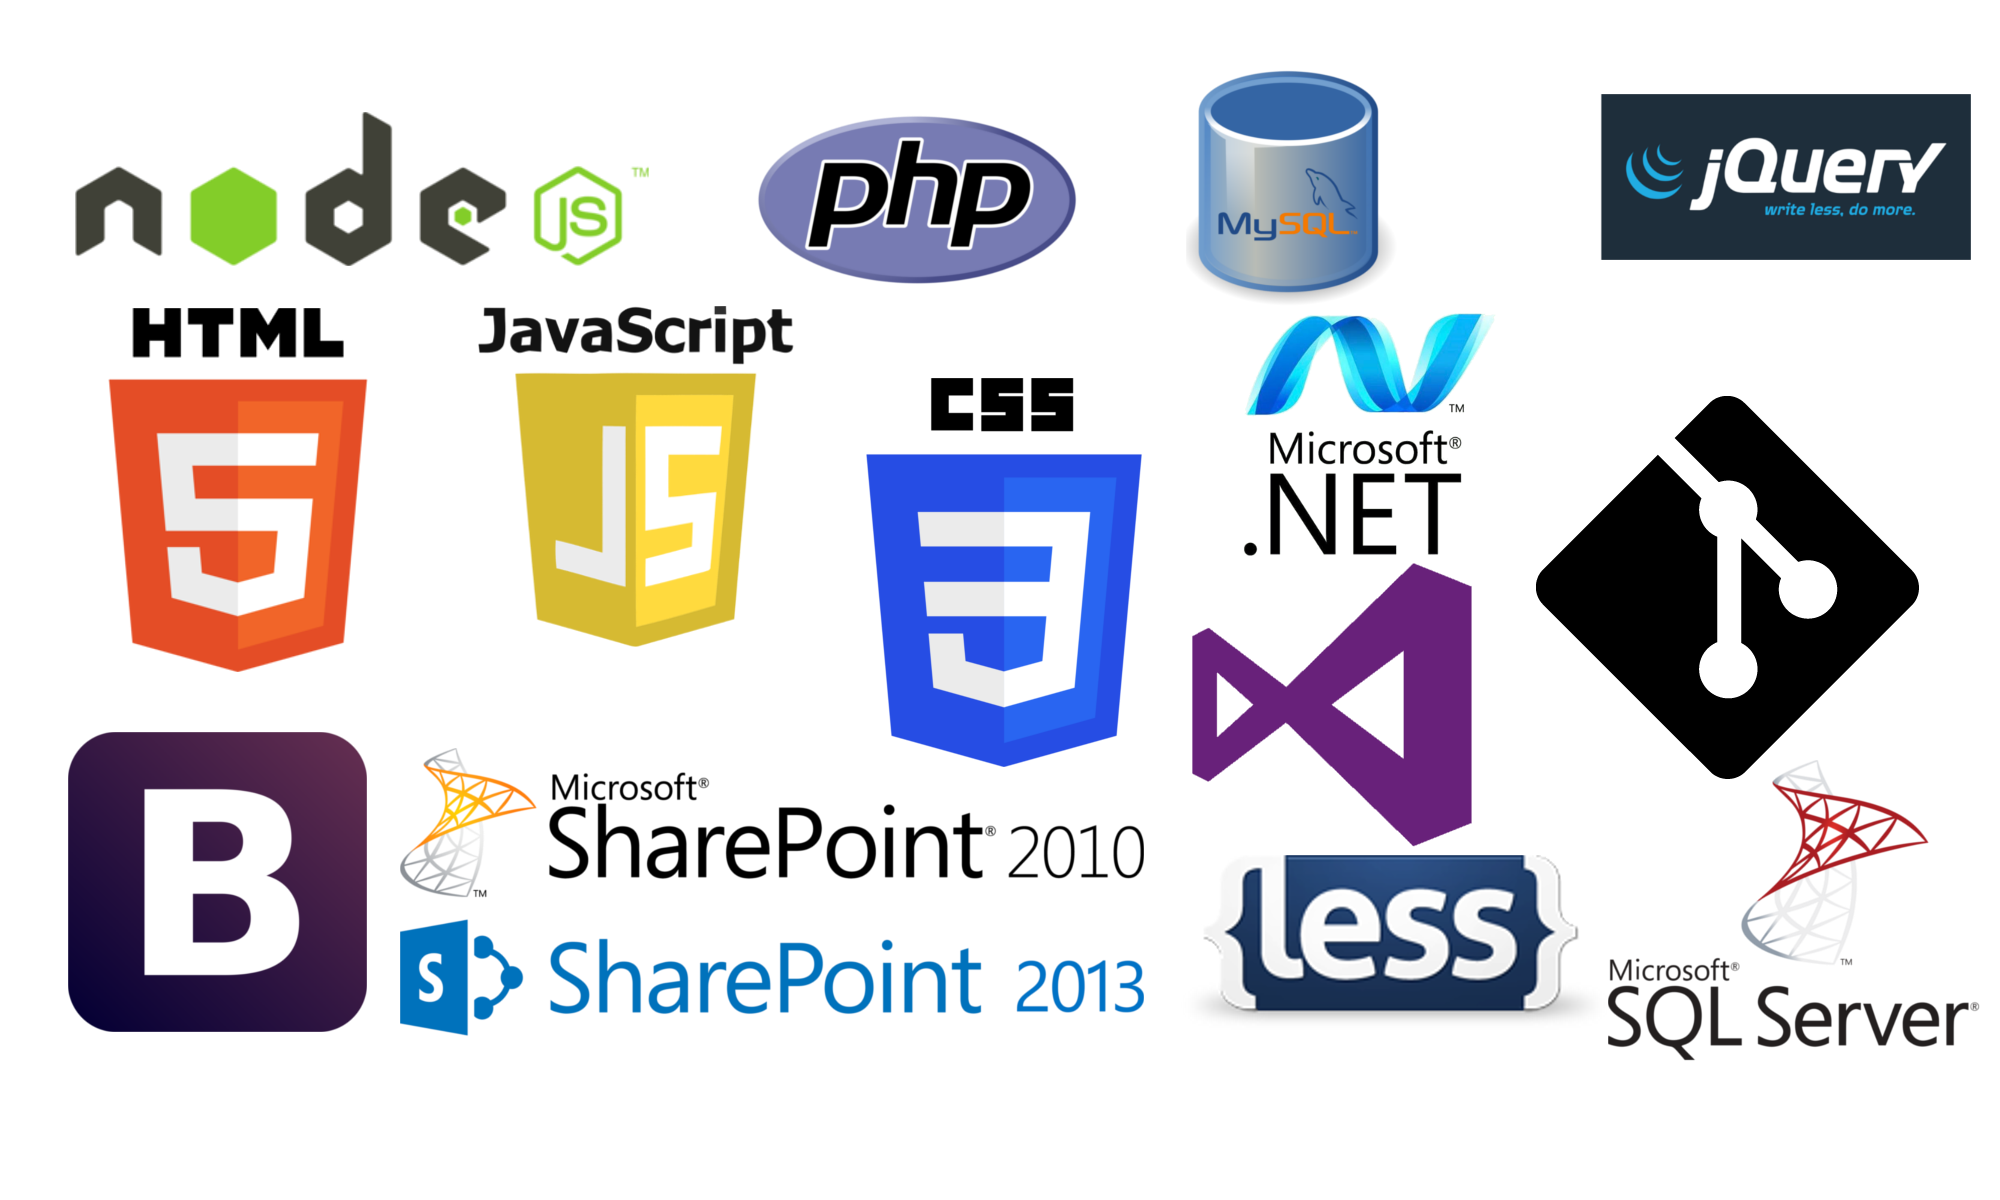 node JS ™
php
MySQL™
jQuery
write less, do more.
HTML
5
JavaScript
JS
CSS
3
™
Microsoft®
.NET
B
™
Microsoft®
SharePoint® 2010
S
SharePoint 2013
{less}
™
Microsoft®
SQL Server®